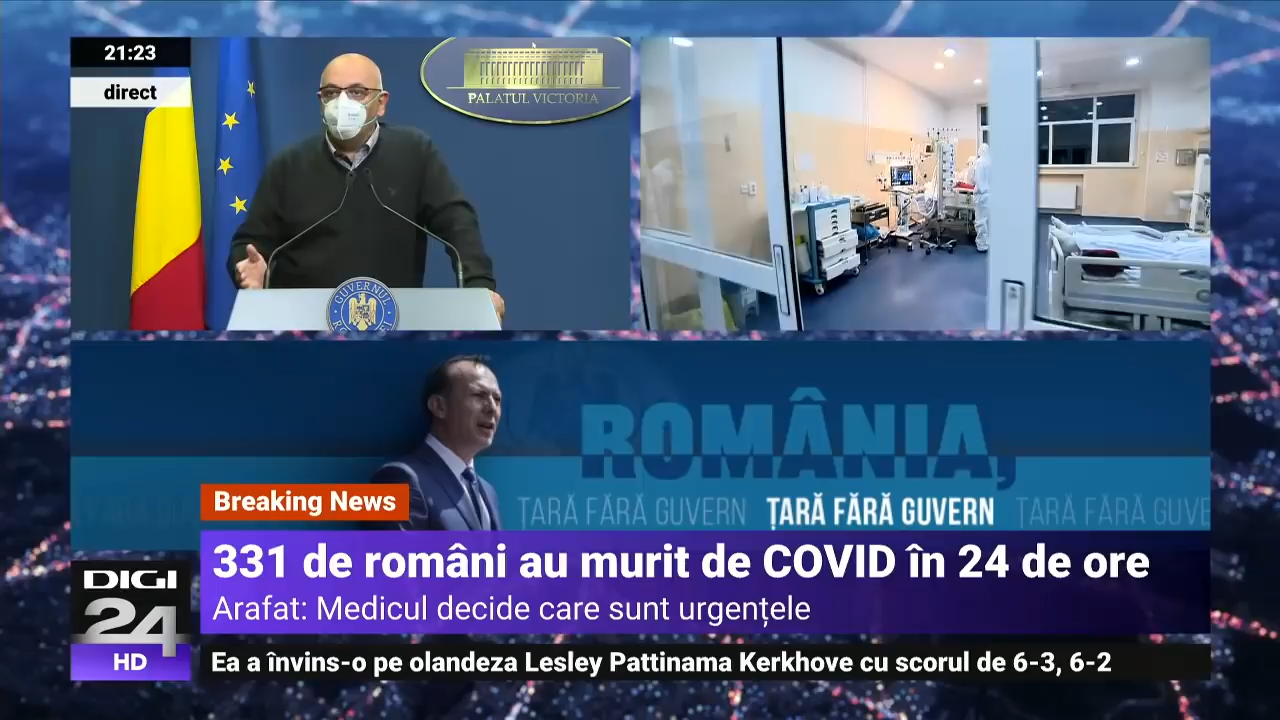 21:23
direct
PALATUL VICTORIA
GUVERNUL
ROMÂNIA,
ȚARĂ FĂRĂ GUVERN ȚARĂ FĂRĂ GUVERN ȚARĂ FĂRĂ GUVE
Breaking News
331 de români au murit de COVID în 24 de ore
Arafat: Medicul decide care sunt urgențele
DIGI
24
HD
Ea a învins-o pe olandeza Lesley Pattinama Kerkhove cu scorul de 6-3, 6-2